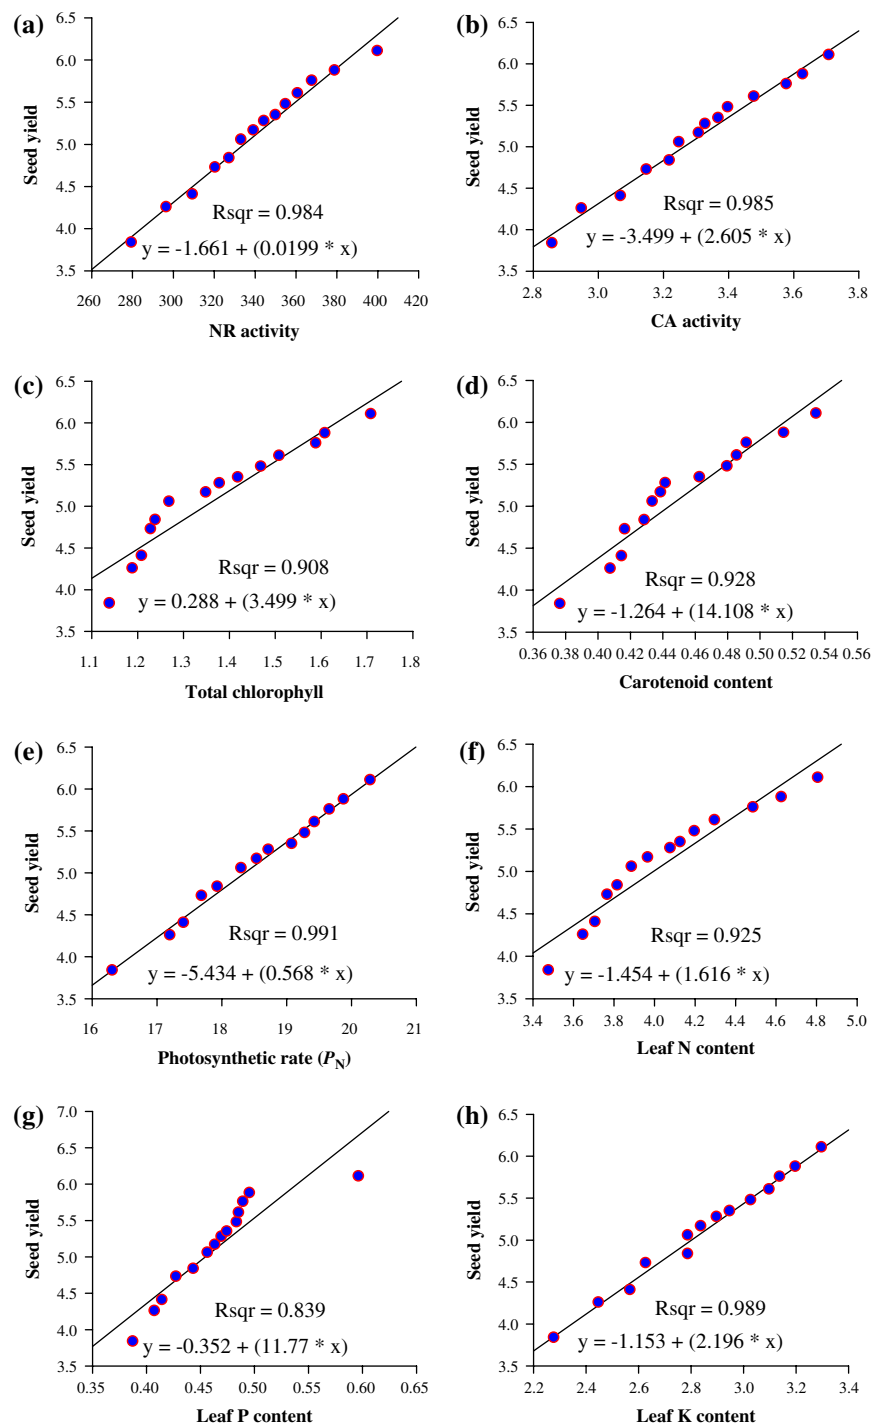 (a)
6.5
6.0
5.5
5.0
4.5
4.0
3.5
Seed yield
Rsqr = 0.984
y = -1.661 + (0.0199 * x)
260 280 300 320 340 360 380 400 420
NR activity
(b)
6.5
6.0
5.5
5.0
4.5
4.0
3.5
Seed yield
Rsqr = 0.985
y = -3.499 + (2.605 * x)
2.8 3.0 3.2 3.4 3.6 3.8
CA activity
(c)
6.5
6.0
5.5
5.0
4.5
4.0
3.5
Seed yield
Rsqr = 0.908
y = 0.288 + (3.499 * x)
1.1 1.2 1.3 1.4 1.5 1.6 1.7 1.8
Total chlorophyll
(d)
6.5
6.0
5.5
5.0
4.5
4.0
3.5
Seed yield
Rsqr = 0.928
y = -1.264 + (14.108 * x)
0.36 0.38 0.40 0.42 0.44 0.46 0.48 0.50 0.52 0.54 0.56
Carotenoid content
(e)
6.5
6.0
5.5
5.0
4.5
4.0
3.5
Seed yield
Rsqr = 0.991
y = -5.434 + (0.568 * x)
16 17 18 19 20 21
Photosynthetic rate (P_N)
(f)
6.5
6.0
5.5
5.0
4.5
4.0
3.5
Seed yield
Rsqr = 0.925
y = -1.454 + (1.616 * x)
3.4 3.6 3.8 4.0 4.2 4.4 4.6 4.8 5.0
Leaf N content
(g)
7.0
6.5
6.0
5.5
5.0
4.5
4.0
3.5
Seed yield
Rsqr = 0.839
y = -0.352 + (11.77 * x)
0.35 0.40 0.45 0.50 0.55 0.60 0.65
Leaf P content
(h)
6.5
6.0
5.5
5.0
4.5
4.0
3.5
Seed yield
Rsqr = 0.989
y = -1.153 + (2.196 * x)
2.2 2.4 2.6 2.8 3.0 3.2 3.4
Leaf K content